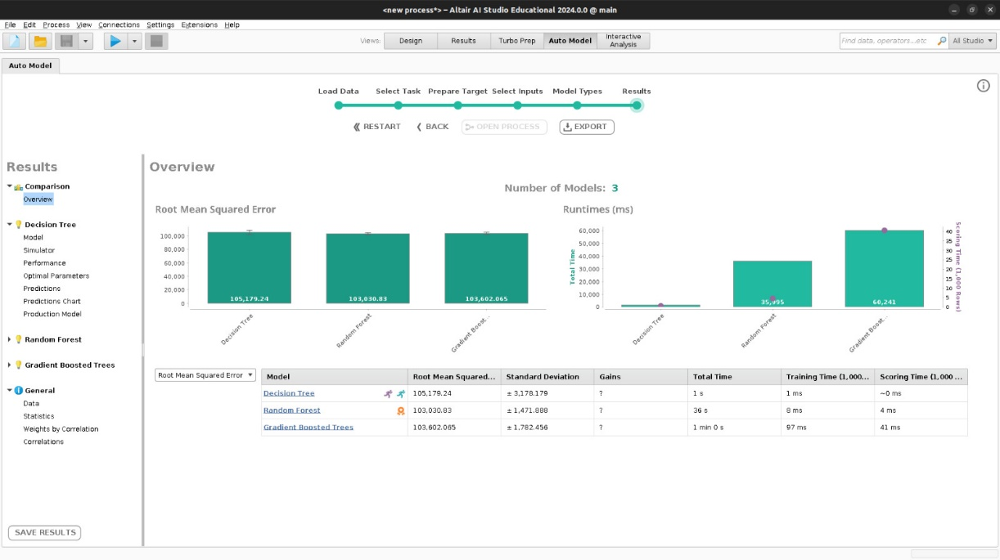 <new process*> – Altair AI Studio Educational 2024.0.0 @ main
File Edit Process View Connections Settings Extensions Help
Views: Design Results Turbo Prep Auto Model Interactive Analysis
Find data, operators...etc All Studio
Auto Model
Load Data Select Task Prepare Target Select Inputs Model Types Results
RESTART BACK OPEN PROCESS EXPORT
Results
Comparison
Overview
Decision Tree
Model
Simulator
Performance
Optimal Parameters
Predictions
Predictions Chart
Production Model
Random Forest
Gradient Boosted Trees
General
Data
Statistics
Weights by Correlation
Correlations
SAVE RESULTS
Overview
Number of Models: 3
Root Mean Squared Error
100,000
80,000
60,000
40,000
20,000
0
105,179.24 103,030.83 103,602.065
Decision Tree Random Forest Gradient Boost...
Runtimes (ms)
Total Time
60,000
50,000
40,000
30,000
20,000
10,000
0
35,995 60,241
40
35
30
25
20
15
10
5
0
Scoring Time (1,000 Rows)
Decision Tree Random Forest Gradient Boost...
Root Mean Squared Error
Model Root Mean Squared... Standard Deviation Gains Total Time Training Time (1,000... Scoring Time (1,000 ...
Decision Tree 105,179.24 ± 3,178.179 ? 1 s 1 ms ~0 ms
Random Forest 103,030.83 ± 1,471.888 ? 36 s 8 ms 4 ms
Gradient Boosted Trees 103,602.065 ± 1,782.456 ? 1 min 0 s 97 ms 41 ms